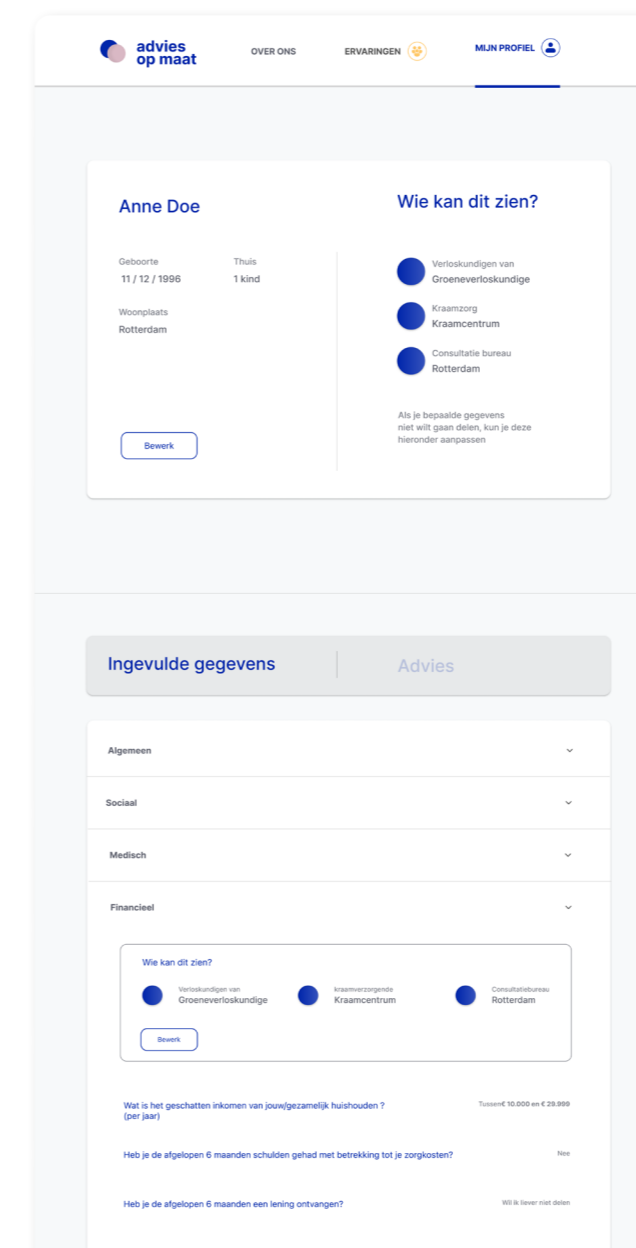 advies
op maat
OVER ONS
ERVARINGEN
MIJN PROFIEL
Anne Doe
Geboorte
11 / 12 / 1996
Thuis
1 kind
Woonplaats
Rotterdam
Bewerk
Wie kan dit zien?
Verloskundigen van
Groeneverloskundige
Kraamzorg
Kraamcentrum
Consultatie bureau
Rotterdam
Als je bepaalde gegevens
niet wilt gaan delen, kun je deze
hieronder aanpassen
Ingevulde gegevens
Advies
Algemeen
Sociaal
Medisch
Financieel
Wie kan dit zien?
Verloskundigen van
Groeneverloskundige
kraamverzorgende
Kraamcentrum
Consultatiebureau
Rotterdam
Bewerk
Wat is het geschatten inkomen van jouw/gezamelijk huishouden ?
(per jaar)
Tussen€ 10.000 en € 29.999
Heb je de afgelopen 6 maanden schulden gehad met betrekking tot je zorgkosten?
Nee
Heb je de afgelopen 6 maanden een lening ontvangen?
Wil ik liever niet delen